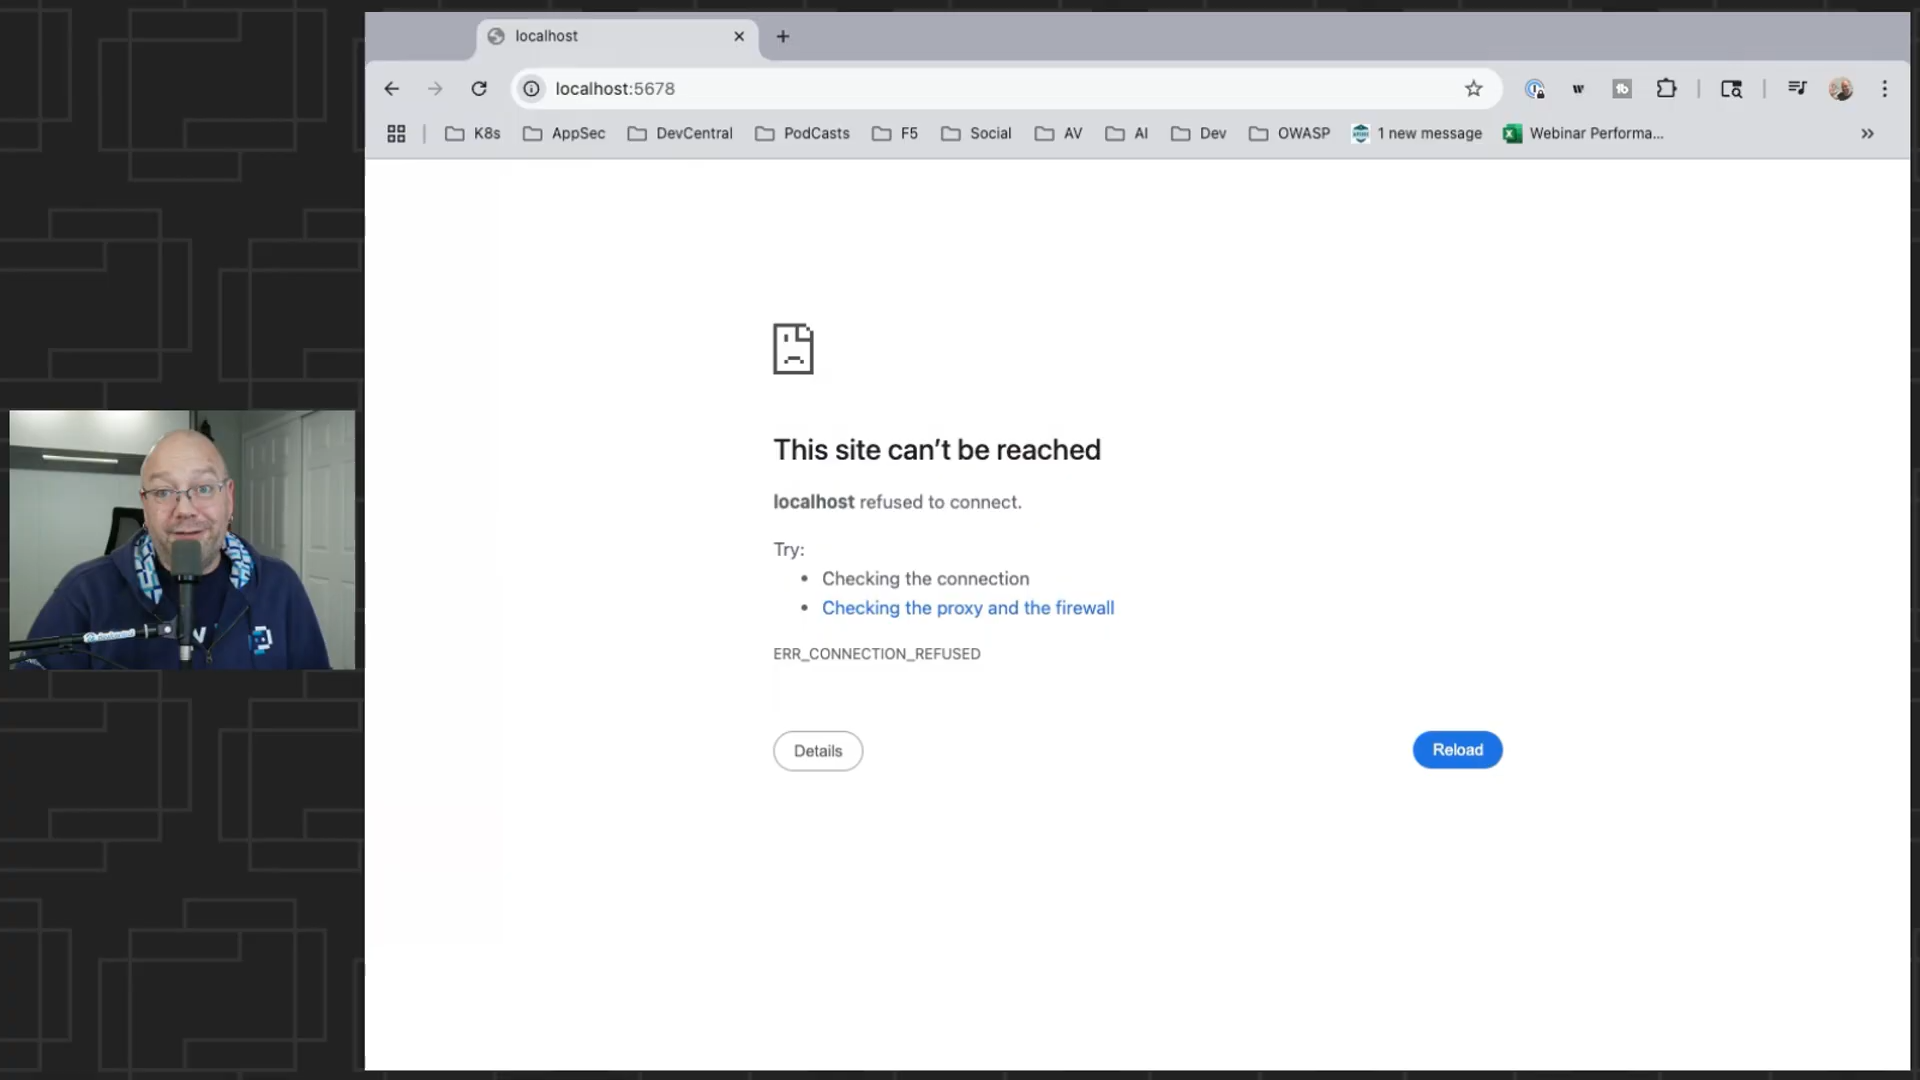 localhost
localhost:5678
K8s
AppSec
DevCentral
PodCasts
F5
Social
AV
AI
Dev
OWASP
1 new message
Webinar Performa...
This site can't be reached
localhost refused to connect.
Try:
• Checking the connection
• Checking the proxy and the firewall
ERR_CONNECTION_REFUSED
Details
Reload